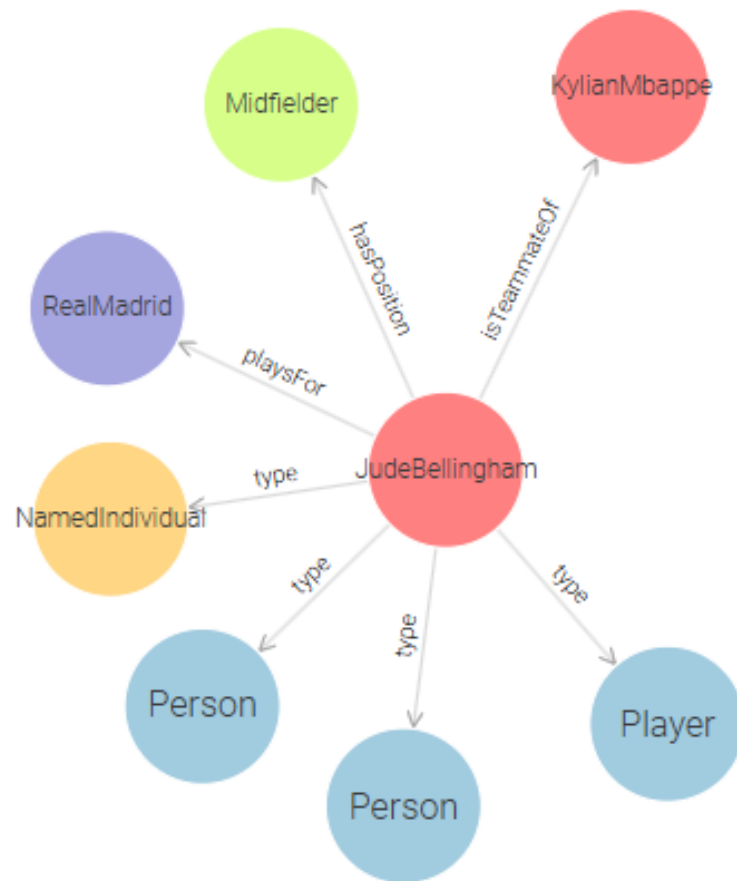 KylianMbappe
Midfielder
hasPosition
isTeammateOf
RealMadrid
playsFor
JudeBellingham
type
NamedIndividual
type
type
type
Person
Player
Person